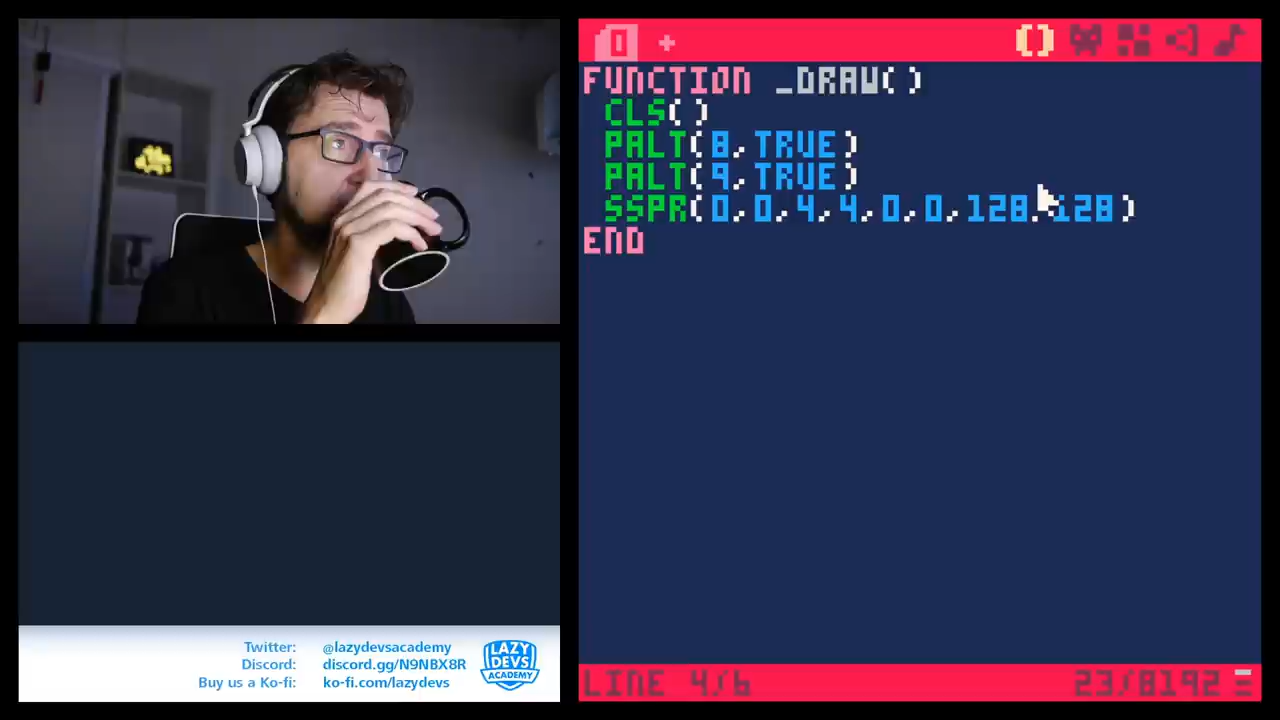 0 +
FUNCTION _DRAW()
CLS()
PALT(8,TRUE)
PALT(9,TRUE)
SSPR(0,0,4,4,0,0,128,128)
END
LINE 4/6 23/8192
Twitter: @lazydevsacademy
Discord: discord.gg/N9NBX8R
Buy us a Ko-fi: ko-fi.com/lazydevs
LAZY
DEVS
ACADEMY